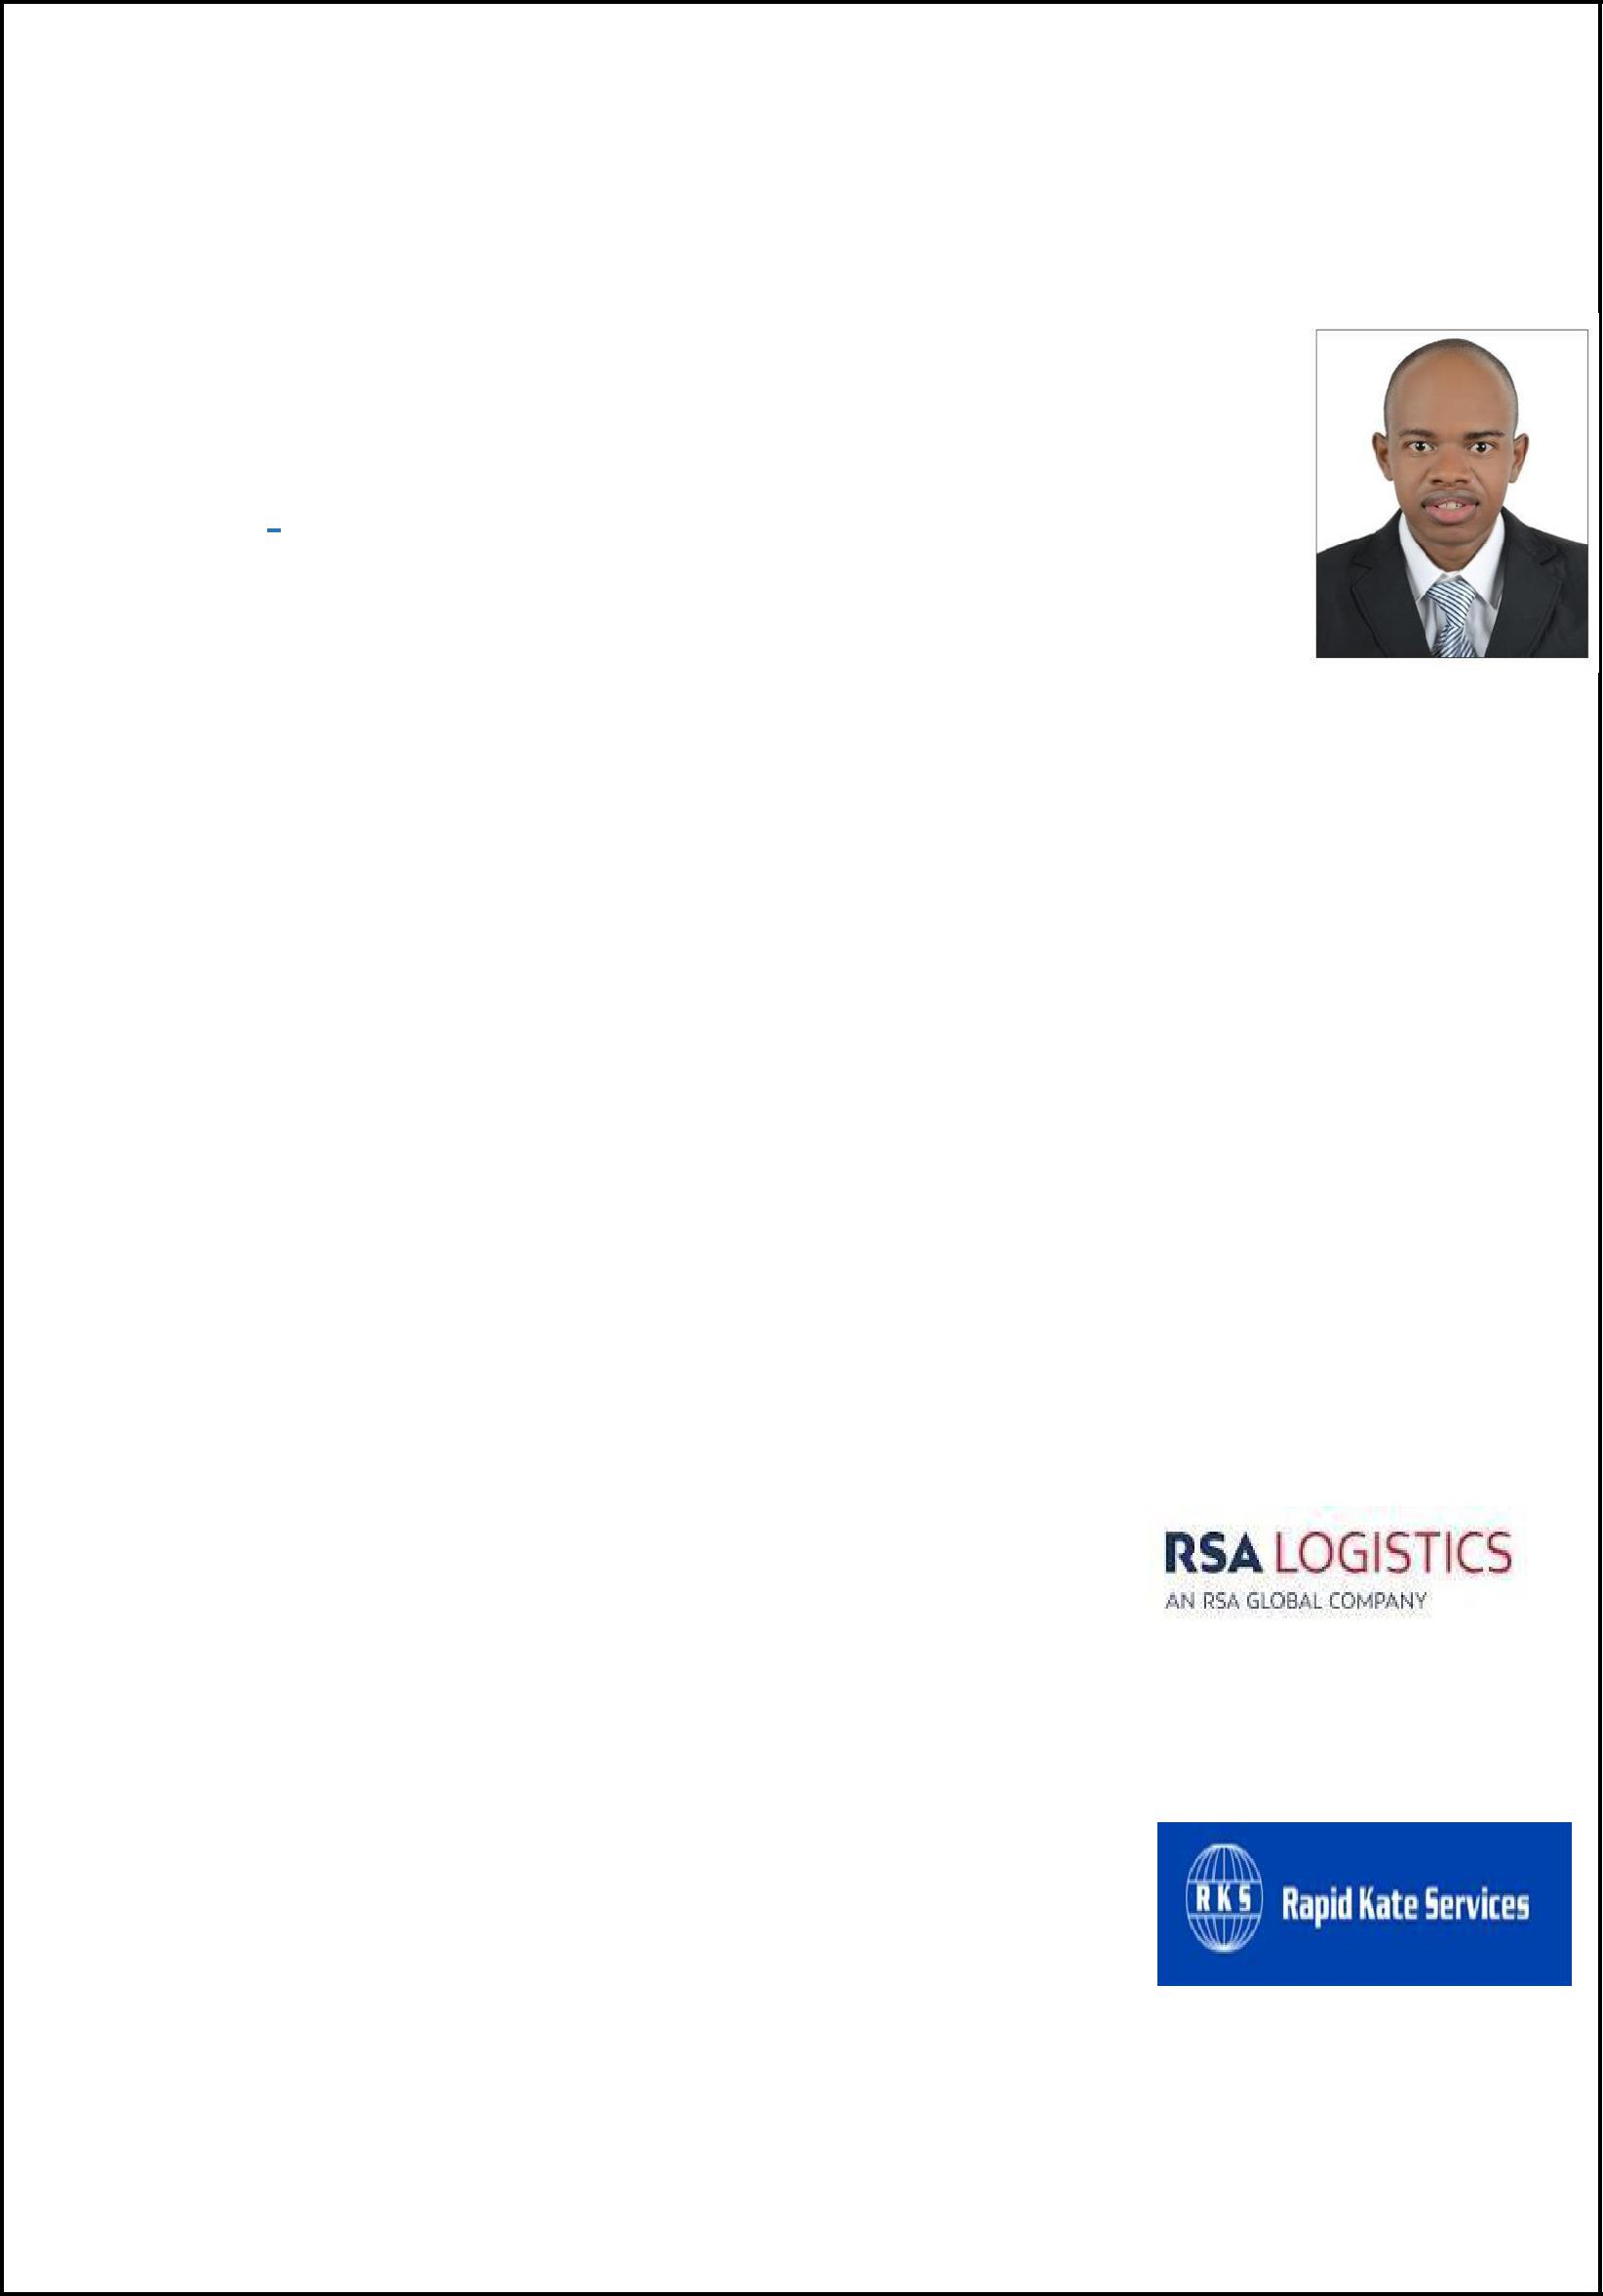 RSA LOGISTICS
AN RSA GLOBAL COMPANY
RKS Rapid Kate Services